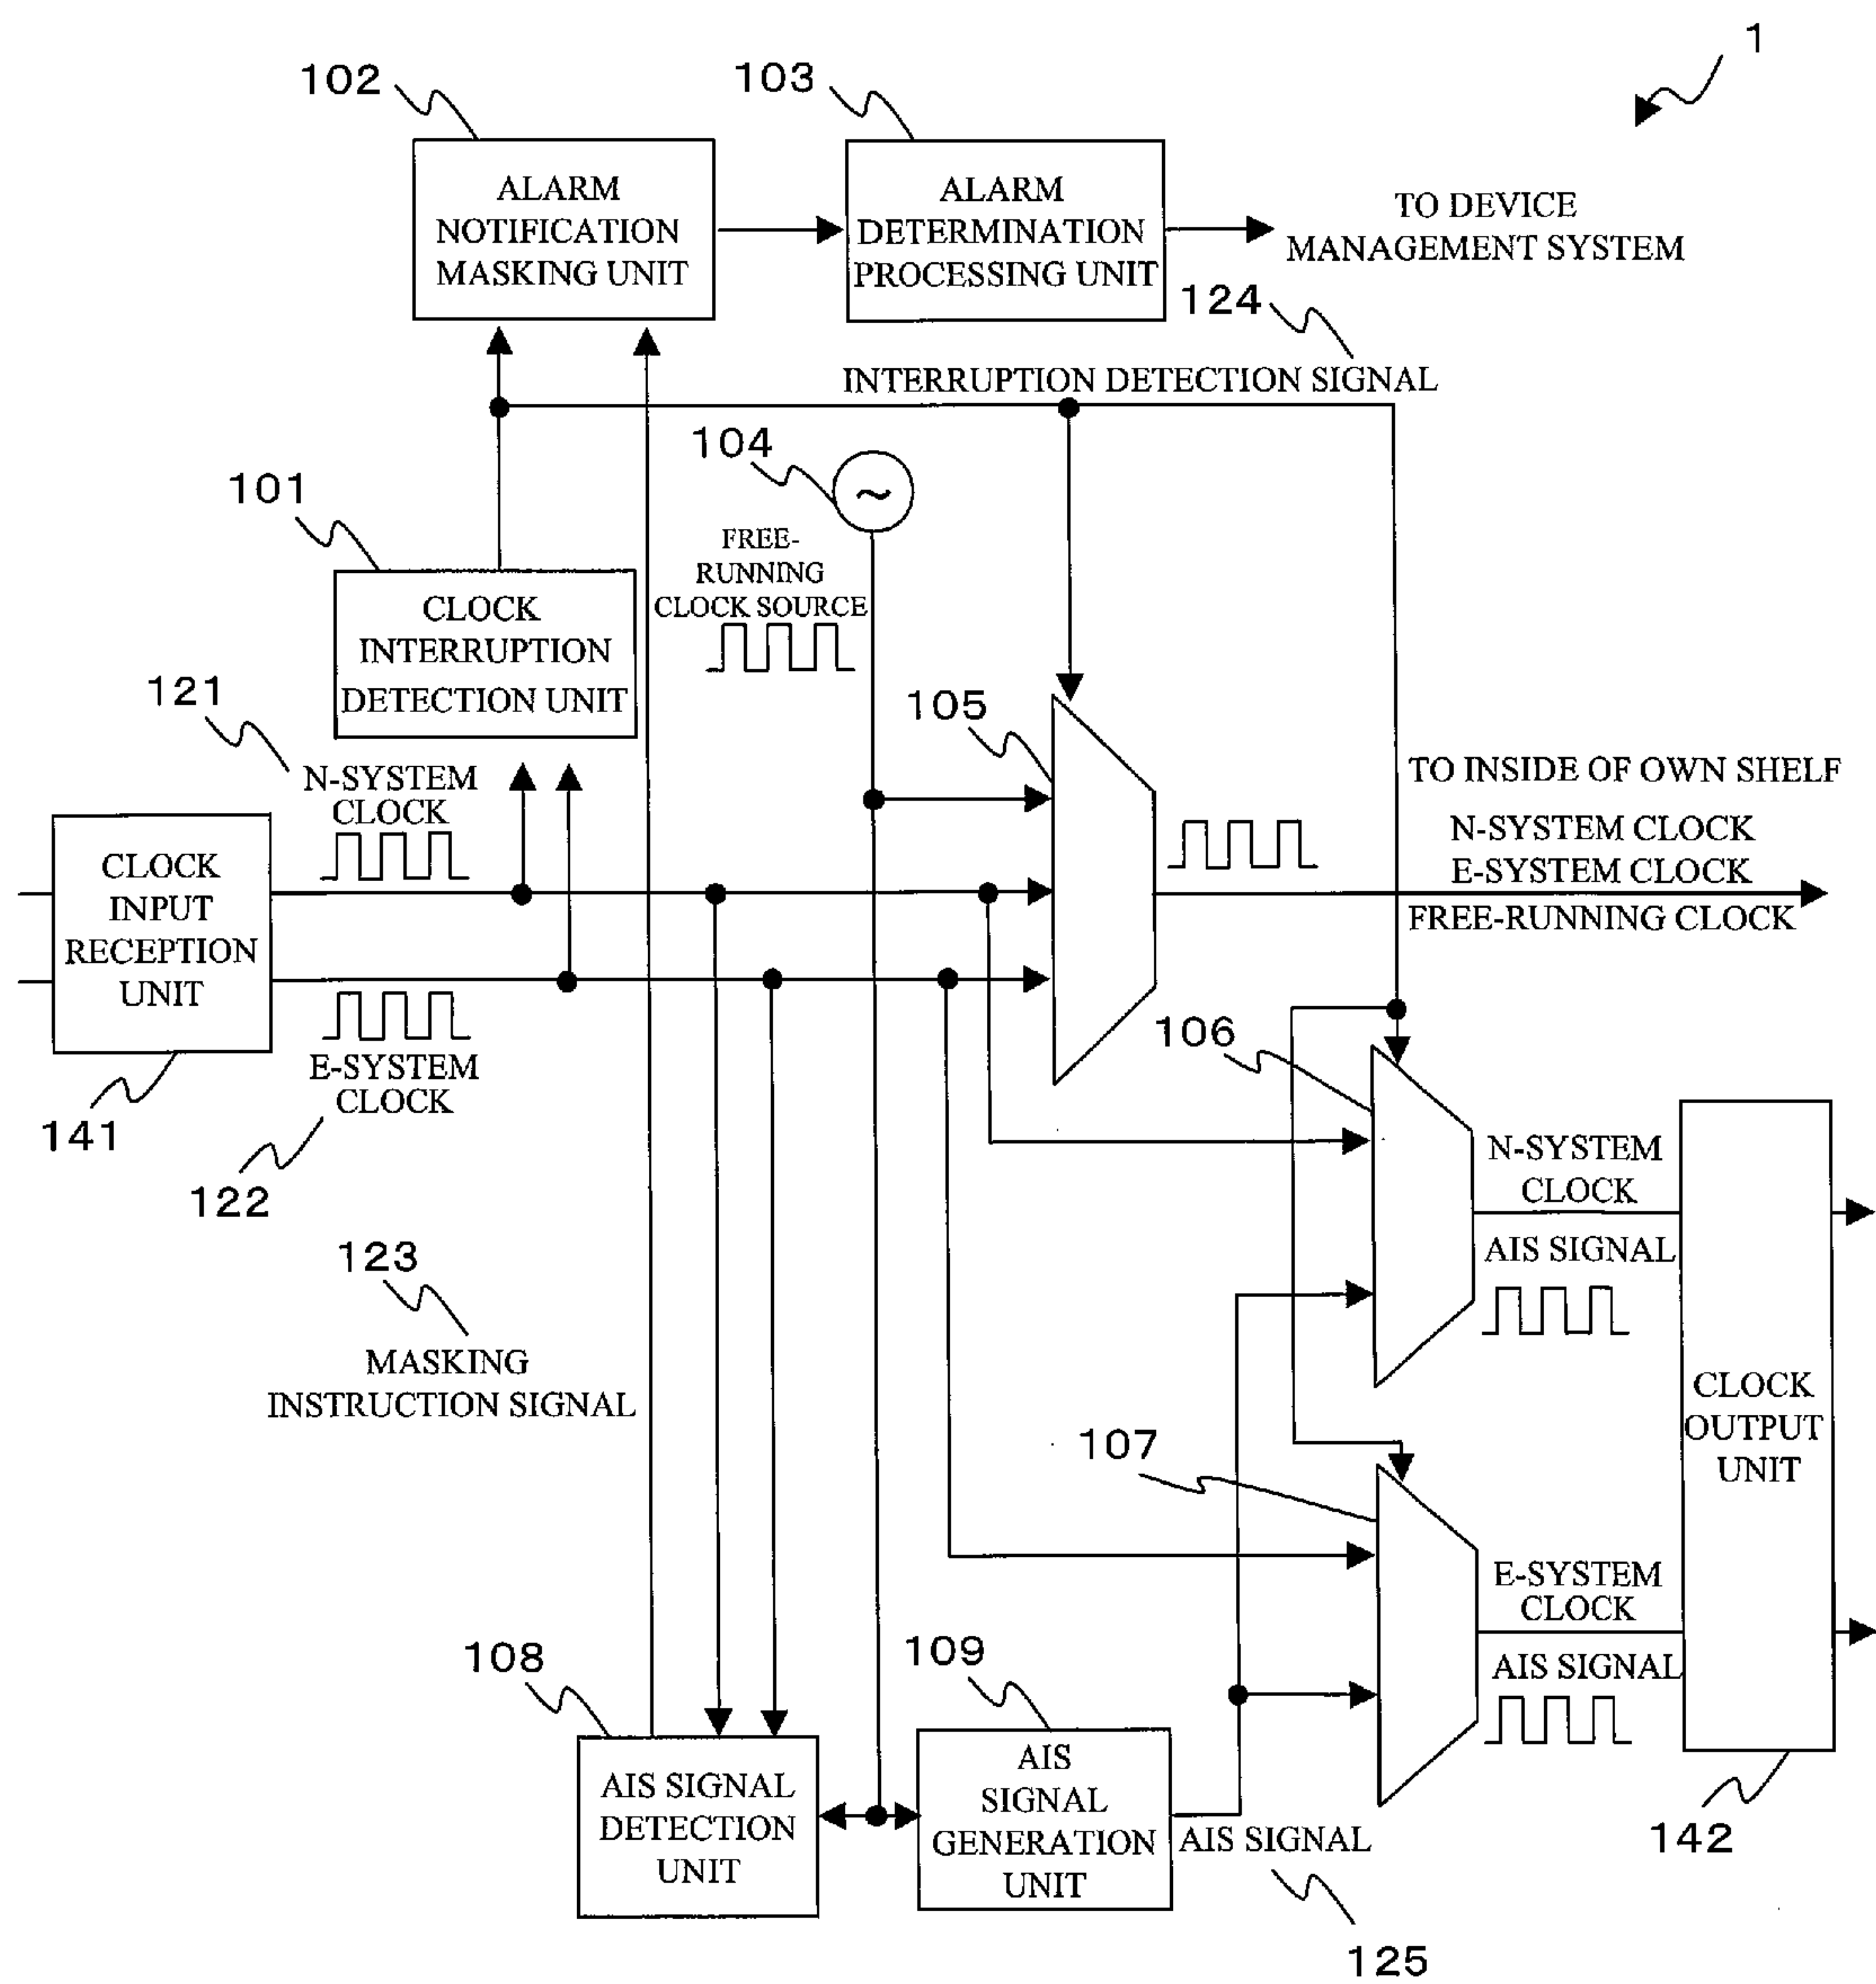 1
102
103
ALARM
NOTIFICATION
MASKING UNIT
ALARM
DETERMINATION
PROCESSING UNIT
TO DEVICE
MANAGEMENT SYSTEM
124
INTERRUPTION DETECTION SIGNAL
104
~
101
FREE-
RUNNING
CLOCK SOURCE
CLOCK
INTERRUPTION
DETECTION UNIT
121
N-SYSTEM
CLOCK
105
TO INSIDE OF OWN SHELF
N-SYSTEM CLOCK
E-SYSTEM CLOCK
FREE-RUNNING CLOCK
CLOCK
INPUT
RECEPTION
UNIT
E-SYSTEM
CLOCK
141
122
106
N-SYSTEM
CLOCK
AIS SIGNAL
123
MASKING
INSTRUCTION SIGNAL
CLOCK
OUTPUT
UNIT
107
E-SYSTEM
CLOCK
AIS SIGNAL
108
109
AIS SIGNAL
DETECTION
UNIT
AIS
SIGNAL
GENERATION
UNIT
AIS SIGNAL
142
125